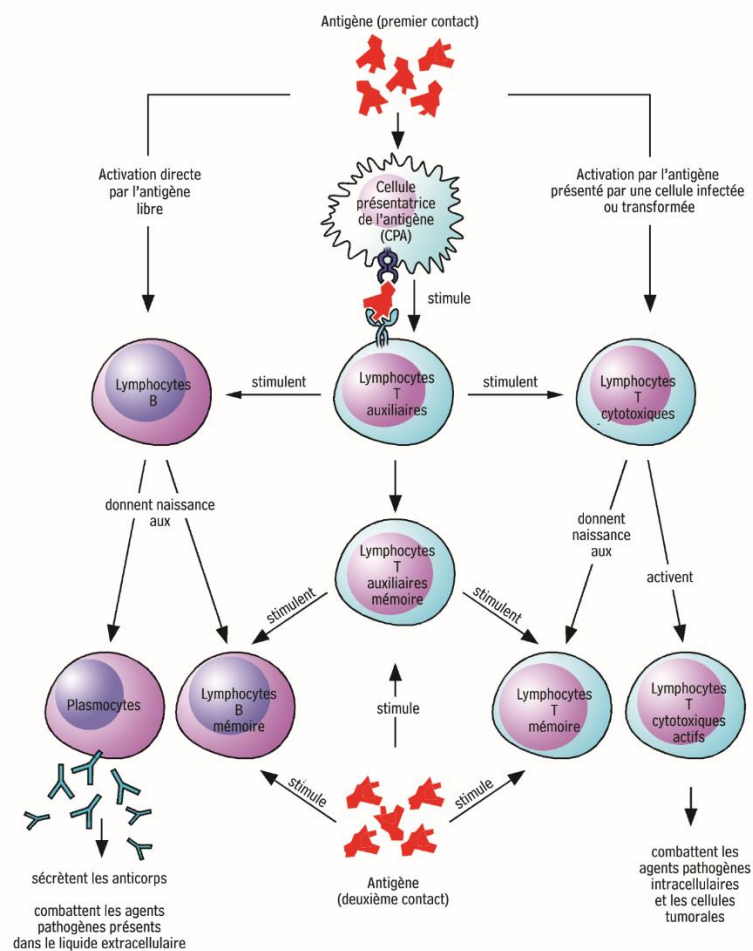 Antigène (premier contact)
Activation directe
par l'antigène
libre
Cellule
présentatrice
de l'antigène
(CPA)
Activation par l'antigène
présenté par une cellule infectée
ou transformée
stimule
Lymphocytes
B
stimulent
Lymphocytes
T
auxiliaires
stimulent
Lymphocytes
T
cytotoxiques
donnent naissance
aux
Lymphocytes
T
auxiliaires
mémoire
donnent
naissance
aux
activent
stimulent
stimulent
Plasmocytes
Lymphocytes
B
mémoire
stimule
Lymphocytes
T
mémoire
Lymphocytes
T
cytotoxiques
actifs
stimule
stimule
sécrètent les anticorps
combattent les agents
pathogènes présents
dans le liquide extracellulaire
Antigène
(deuxième contact)
combattent les
agents pathogènes
intracellulaires
et les cellules
tumorales